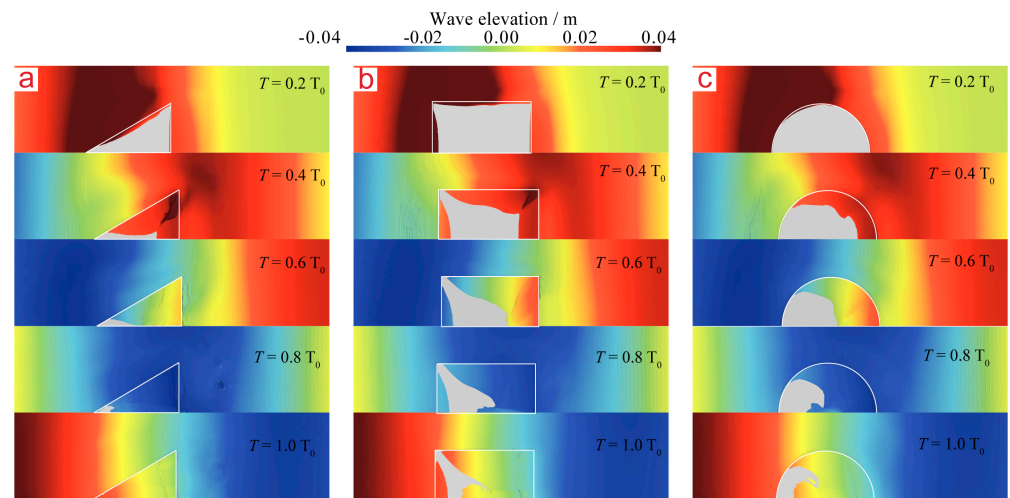 Wave elevation / m
-0.04 -0.02 0.00 0.02 0.04
a b c
T = 0.2 T₀ T = 0.2 T₀ T = 0.2 T₀
T = 0.4 T₀ T = 0.4 T₀ T = 0.4 T₀
T = 0.6 T₀ T = 0.6 T₀ T = 0.6 T₀
T = 0.8 T₀ T = 0.8 T₀ T = 0.8 T₀
T = 1.0 T₀ T = 1.0 T₀ T = 1.0 T₀